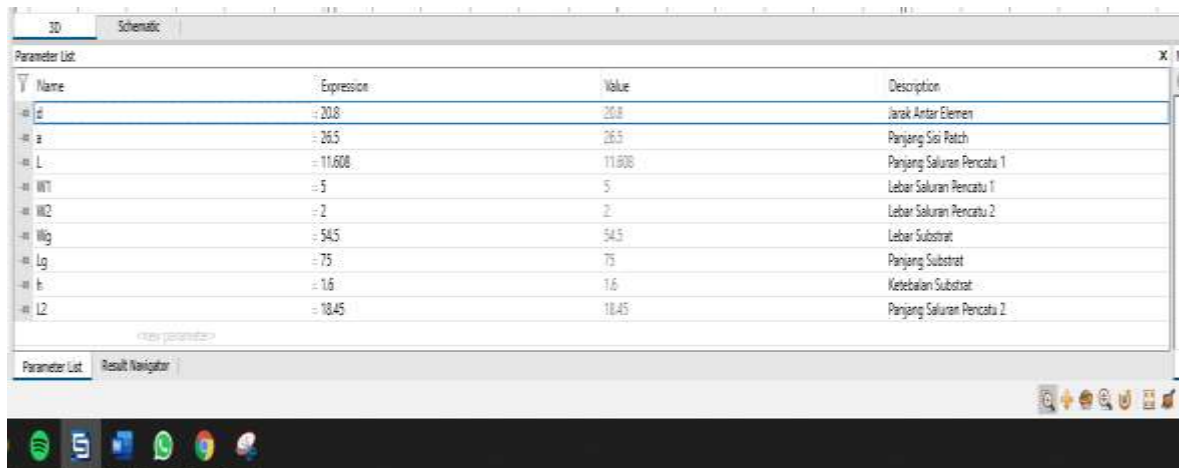 3D Schematic
Parameter List X
Name Expression Value Description
d = 20.8 20.8 Jarak Antar Elemen
a = 26.5 26.5 Panjang Sisi Patch
L = 11.608 11.608 Panjang Saluran Pencatu 1
W1 = 5 5 Lebar Saluran Pencatu 1
W2 = 2 2 Lebar Saluran Pencatu 2
Wg = 54.5 54.5 Lebar Substrat
Lg = 75 75 Panjang Substrat
h = 1.6 1.6 Ketebalan Substrat
L2 = 18.45 18.45 Panjang Saluran Pencatu 2
<new parameter>
Parameter List Result Navigator